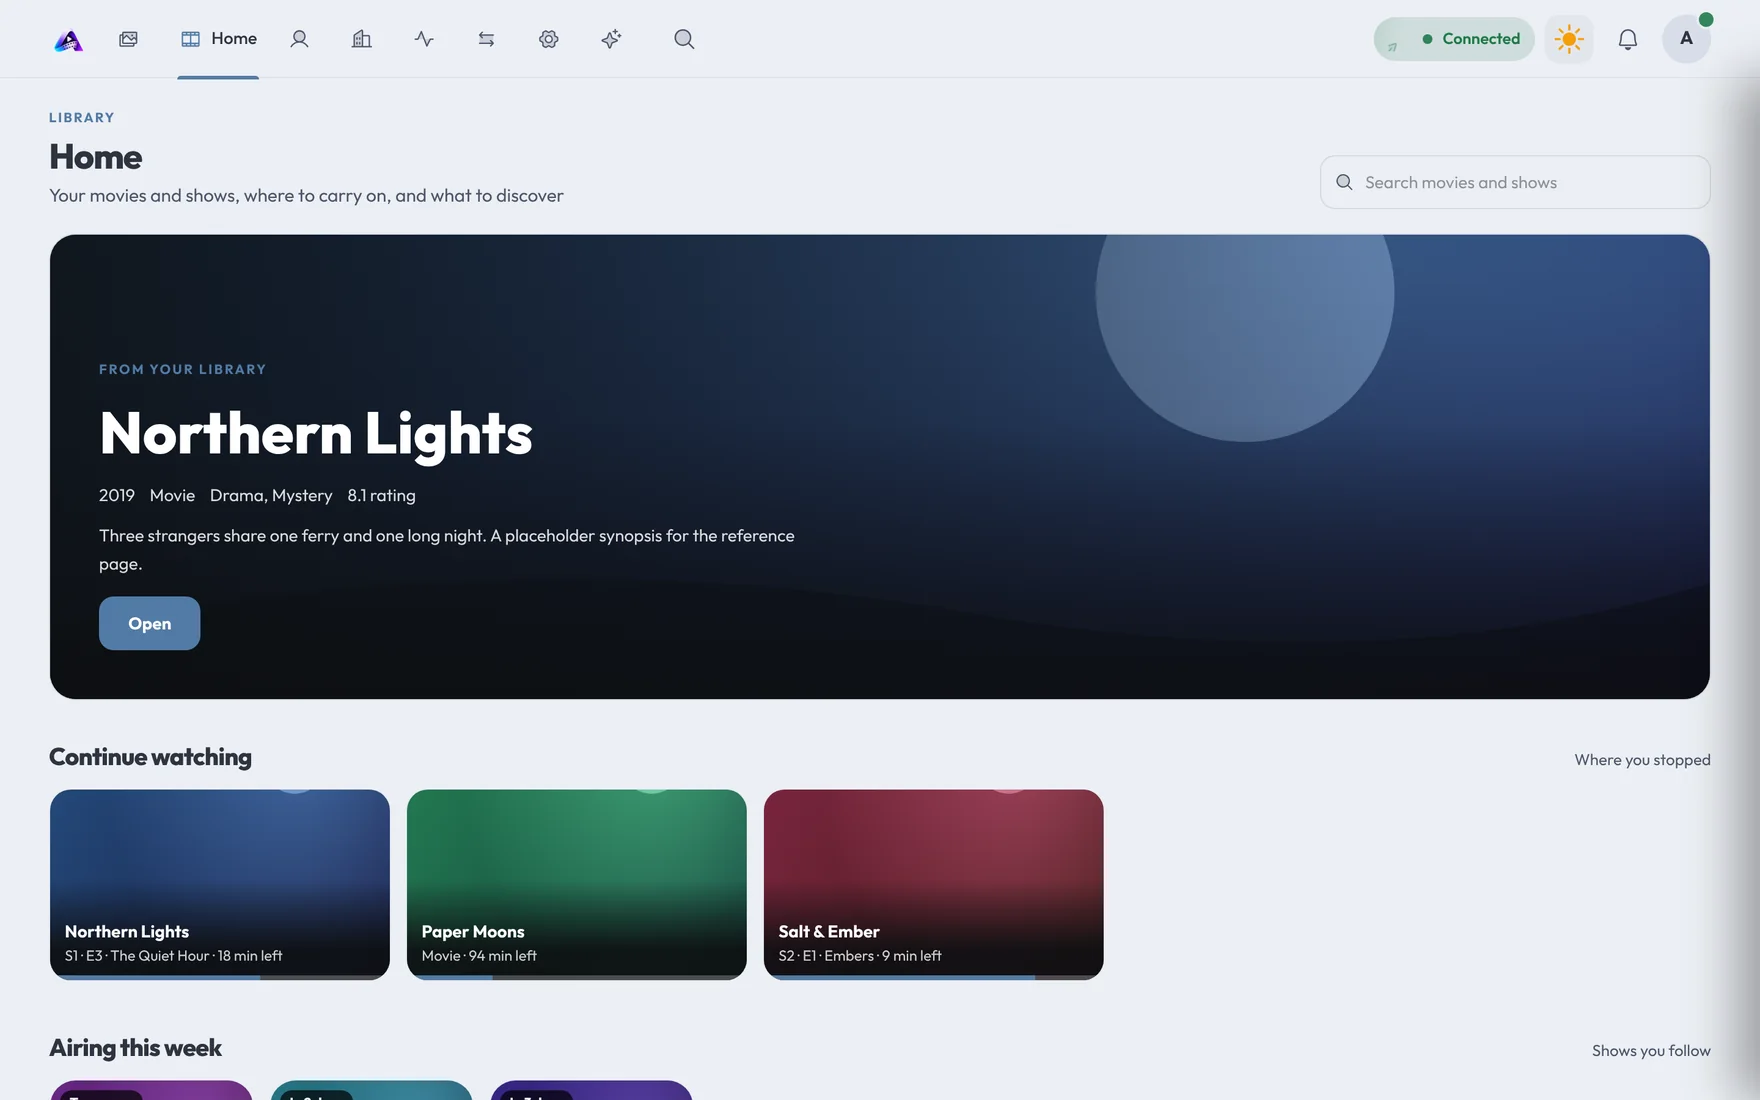 Home
Connected
A
LIBRARY
Home
Your movies and shows, where to carry on, and what to discover
Search movies and shows
FROM YOUR LIBRARY
Northern Lights
2019 Movie Drama, Mystery 8.1 rating
Three strangers share one ferry and one long night. A placeholder synopsis for the reference
page.
Open
Continue watching
Where you stopped
Northern Lights
S1 · E3 · The Quiet Hour · 18 min left
Paper Moons
Movie · 94 min left
Salt & Ember
S2 · E1 · Embers · 9 min left
Airing this week
Shows you follow